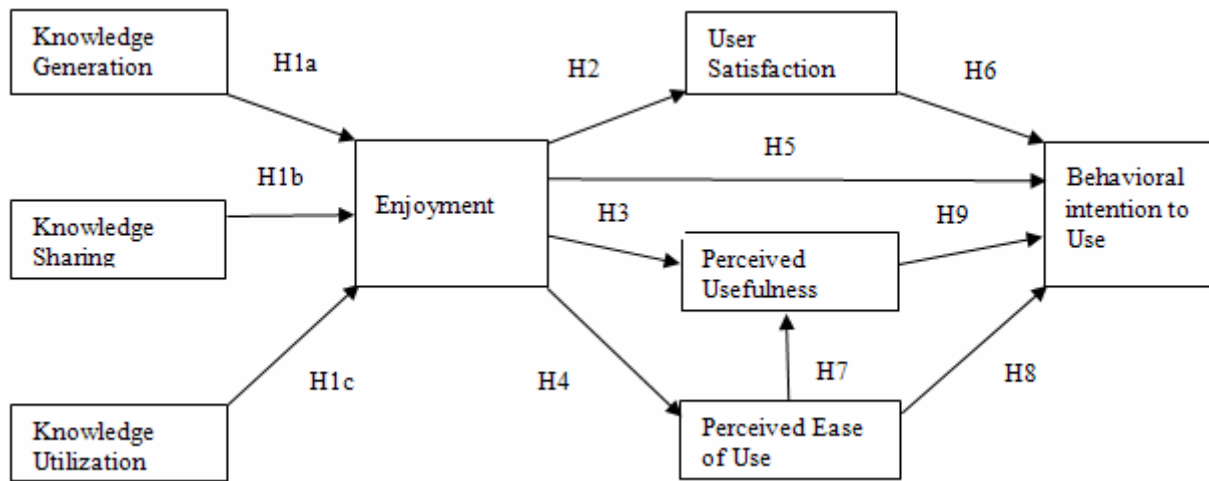 Knowledge
Generation
H1a
H2
User
Satisfaction
H6
H5
H1b
Enjoyment
H3
H9
Behavioral
intention to
Use
Knowledge
Sharing
Perceived
Usefulness
H1c
H4
H7
H8
Knowledge
Utilization
Perceived Ease
of Use